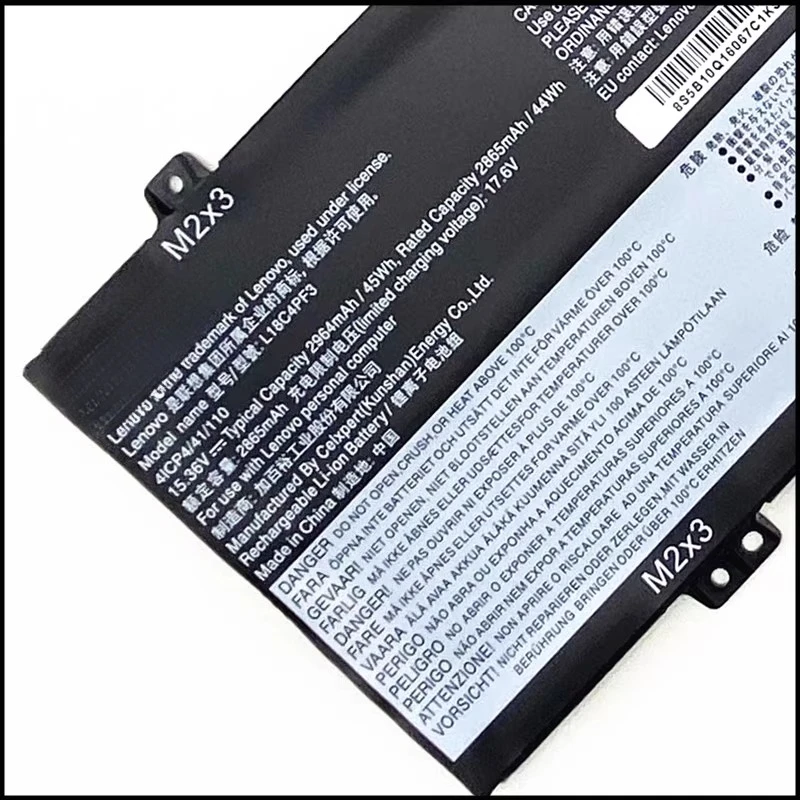 Lenovo and trademark of Lenovo, used under license.
Lenovo 是联想集团所属企业的商标, 根据许可使用.
Model name 型号/型號: L18C4PF3
4ICP4/41/110
15.36V ⎓ Typical Capacity 2964mAh / 45Wh, Rated Capacity 2865mAh / 44Wh
额定容量: 2865mAh 充电限制电压(limited charging voltage): 17.6V
For use with Lenovo personal computer
制造商: 加百裕工业股份有限公司
Manufactured By Celxpert(Kunshan)Energy Co.,Ltd.
Rechargeable Li-ion Battery / 锂离子电池组
Made in China 制造地: 中国
M2x3
M2x3
PLEASE
ORDINANCE
EU contact: Lenovo
8S5B10Q16067C1K
危険
危险
DANGER DO NOT OPEN, CRUSH, OR HEAT ABOVE 100°C
FARA ÖPPNA INTE BATTERIET OCH UTSÄTT DET INTE FÖR VÄRME ÖVER 100°C
GEVAAR! NIET OPENEN, NIET BLOOTSTELLEN AAN TEMPERATUREN BOVEN 100°C
FARLIG MÅ IKKE ÅBNES ELLER UDSÆTTES FOR VARME OVER 100°C
DANGER NE PAS OUVRIR NI EXPOSER A PLUS DE 100°C
FARE MÅ IKKE ÅPNES ELLER UTSETTES FOR VARME OVER 100°C
VAARA ÄLÄ AVAA ÄLÄKÄ KUUMENNA SITÄ YLI 100 ASTEEN LÄMPÖTILAAN
PERIGO NÃO ABRA OU EXPONHA A AQUECIMENTO ACIMA DE 100°C
PELIGRO NO ABRIR O EXPONER A TEMPERATURAS SUPERIORES A 100°C
PERIGO NÃO ABRIR NEM EXPOR A TEMPERATURAS SUPERIORES A 100°C
ATTENZIONE! NON APRIRE O RISCALDARE AD UNA TEMPERATURA SUPERIORE AI 100
VORSICHT! NICHT REPARIEREN ODER ZERLEGEN, MIT WASSER IN
BERÜHRUNG BRINGEN ODER ÜBER 100°C ERHITZEN